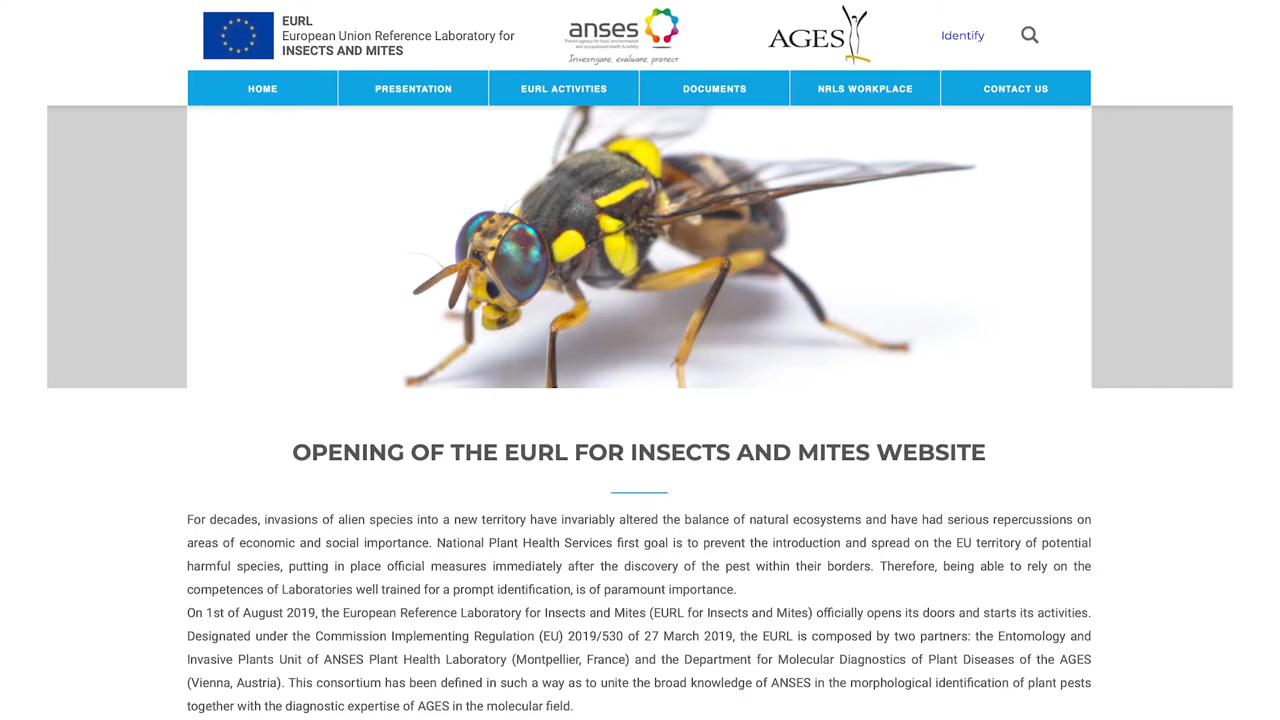 EURL
European Union Reference Laboratory for
INSECTS AND MITES
anses
French agency for food, environmental
and occupational health & safety
Investigate, evaluate, protect
AGES
Identify
HOME
PRESENTATION
EURL ACTIVITIES
DOCUMENTS
NRLS WORKPLACE
CONTACT US
OPENING OF THE EURL FOR INSECTS AND MITES WEBSITE
For decades, invasions of alien species into a new territory have invariably altered the balance of natural ecosystems and have had serious repercussions on
areas of economic and social importance. National Plant Health Services first goal is to prevent the introduction and spread on the EU territory of potential
harmful species, putting in place official measures immediately after the discovery of the pest within their borders. Therefore, being able to rely on the
competences of Laboratories well trained for a prompt identification, is of paramount importance.
On 1st of August 2019, the European Reference Laboratory for Insects and Mites (EURL for Insects and Mites) officially opens its doors and starts its activities.
Designated under the Commission Implementing Regulation (EU) 2019/530 of 27 March 2019, the EURL is composed by two partners: the Entomology and
Invasive Plants Unit of ANSES Plant Health Laboratory (Montpellier, France) and the Department for Molecular Diagnostics of Plant Diseases of the AGES
(Vienna, Austria). This consortium has been defined in such a way as to unite the broad knowledge of ANSES in the morphological identification of plant pests
together with the diagnostic expertise of AGES in the molecular field.